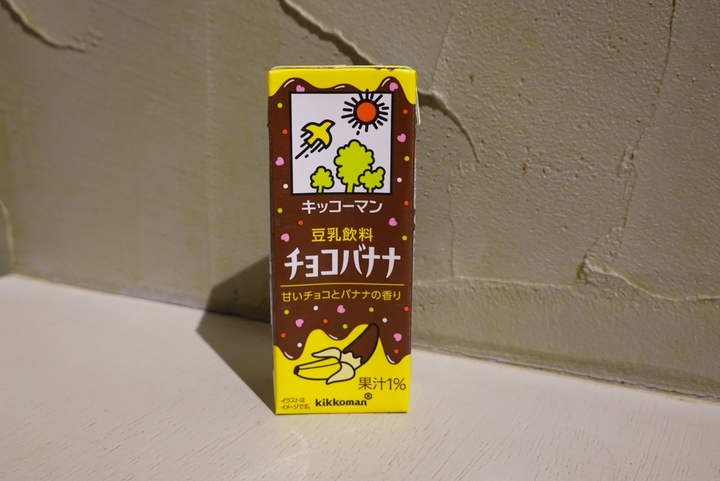 キッコーマン
豆乳飲料
チョコバナナ
甘いチョコとバナナの香り
果汁1%
イラストは
イメージです。
kikkoman